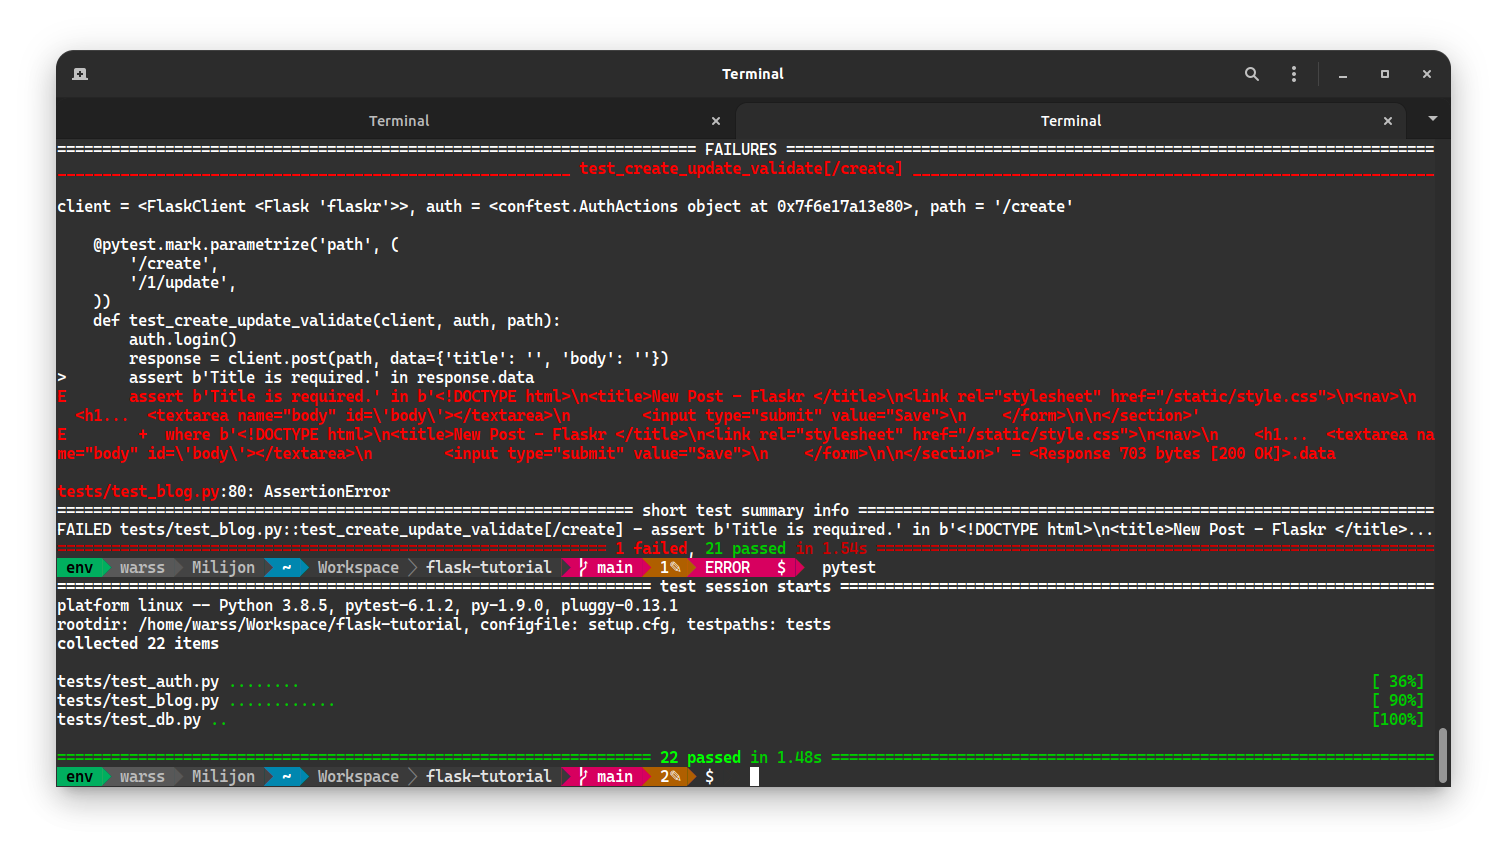 Terminal
Terminal
Terminal
======================================================================= FAILURES ========================================================================
_________________________________________________________ test_create_update_validate[/create] __________________________________________________________
client = <FlaskClient <Flask 'flaskr'>>, auth = <conftest.AuthActions object at 0x7f6e17a13e80>, path = '/create'
    @pytest.mark.parametrize('path', (
        '/create',
        '/1/update',
    ))
    def test_create_update_validate(client, auth, path):
        auth.login()
        response = client.post(path, data={'title': '', 'body': ''})
>       assert b'Title is required.' in response.data
E       assert b'Title is required.' in b'<!DOCTYPE html>\n<title>New Post - Flaskr </title>\n<link rel="stylesheet" href="/static/style.css">\n<nav>\n
  <h1...  <textarea name="body" id=\'body\'></textarea>\n        <input type="submit" value="Save">\n    </form>\n\n</section>'
E        +  where b'<!DOCTYPE html>\n<title>New Post - Flaskr </title>\n<link rel="stylesheet" href="/static/style.css">\n<nav>\n    <h1...  <textarea na
me="body" id=\'body\'></textarea>\n        <input type="submit" value="Save">\n    </form>\n\n</section>' = <Response 703 bytes [200 OK]>.data
tests/test_blog.py:80: AssertionError
================================================================ short test summary info ================================================================
FAILED tests/test_blog.py::test_create_update_validate[/create] - assert b'Title is required.' in b'<!DOCTYPE html>\n<title>New Post - Flaskr </title>...
============================================================= 1 failed, 21 passed in 1.54s ==============================================================
env warss Milijon ~ Workspace flask-tutorial main 1✎ ERROR $ pytest
================================================================== test session starts ==================================================================
platform linux -- Python 3.8.5, pytest-6.1.2, py-1.9.0, pluggy-0.13.1
rootdir: /home/warss/Workspace/flask-tutorial, configfile: setup.cfg, testpaths: tests
collected 22 items
tests/test_auth.py ........ [ 36%]
tests/test_blog.py ............ [ 90%]
tests/test_db.py .. [100%]
================================================================== 22 passed in 1.48s ===================================================================
env warss Milijon ~ Workspace flask-tutorial main 2✎ $